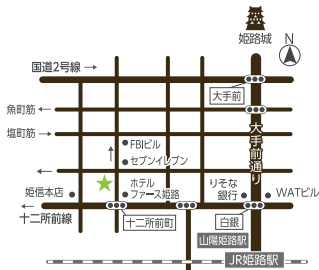 姫路城
N
国道2号線
大手前
魚町筋
塩町筋
大手前通り
FBIビル
セブンイレブン
ホテル
ファース姫路
姫信本店
りそな
銀行
WATビル
十二所前線
十二所前町
白銀
山陽姫路駅
JR姫路駅